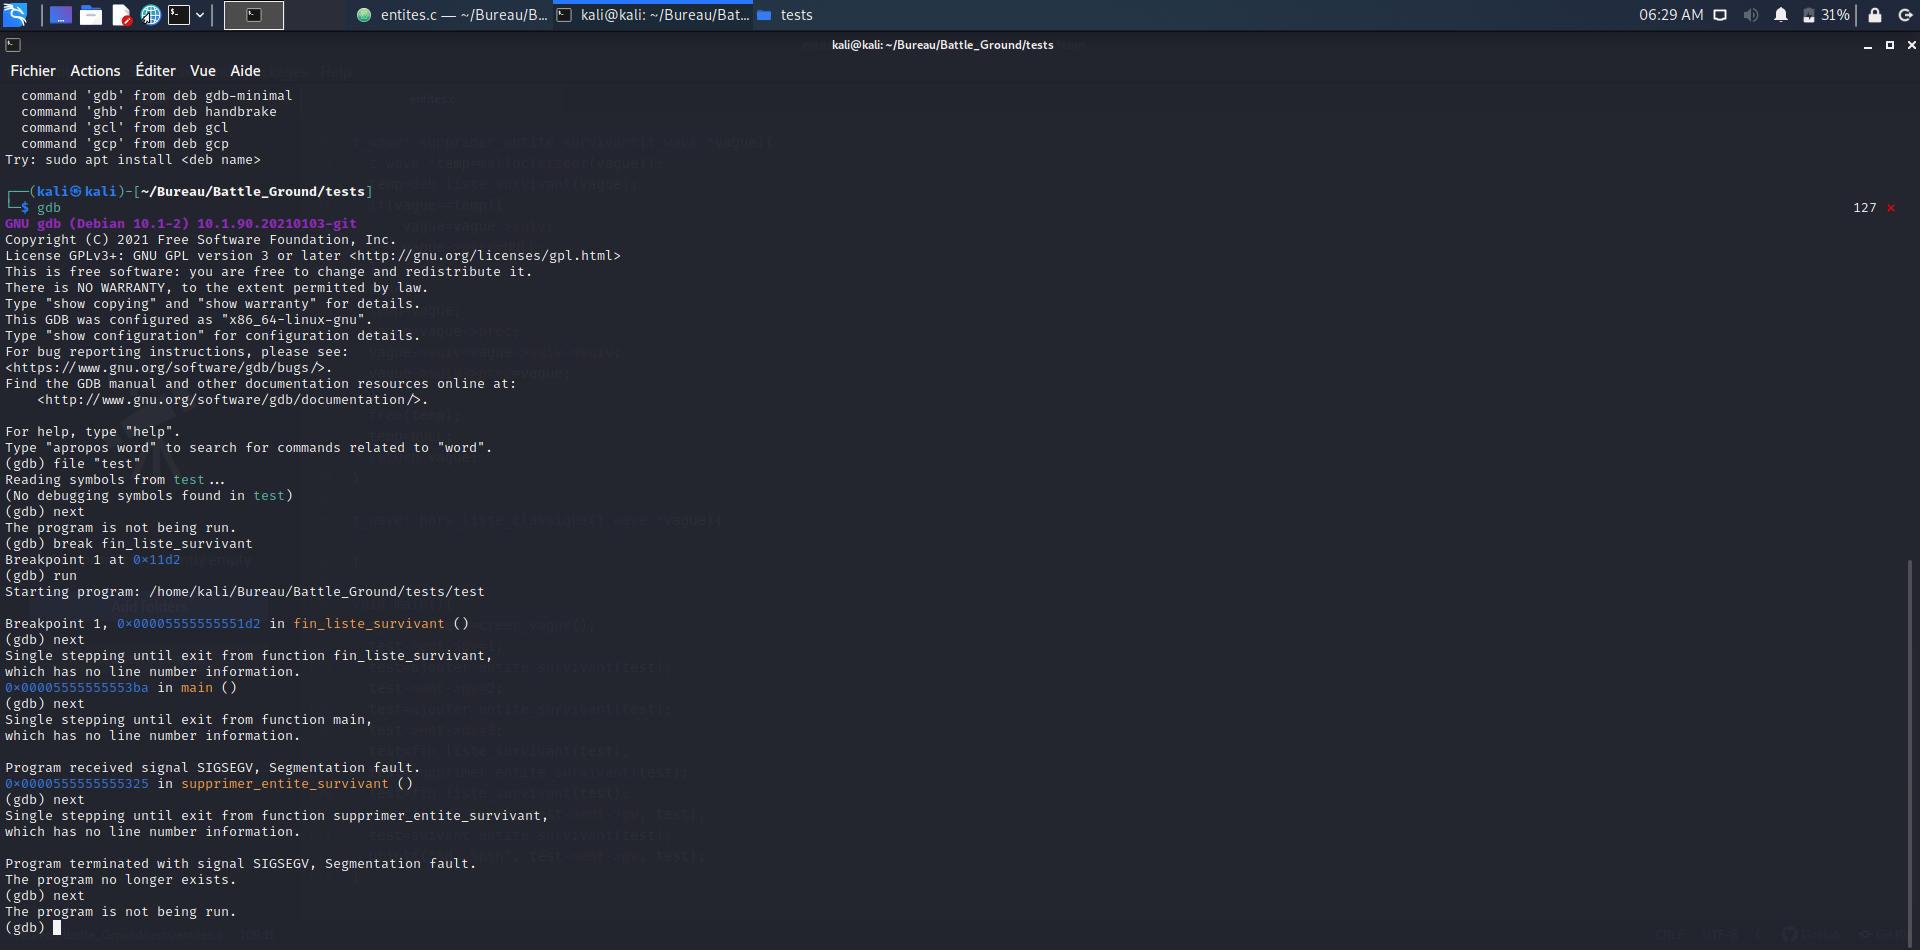 entites.c — ~/Bureau/B... kali@kali: ~/Bureau/Bat... tests 06:29 AM 31%
kali@kali: ~/Bureau/Battle_Ground/tests
Fichier Actions Éditer Vue Aide
command 'gdb' from deb gdb-minimal
command 'ghb' from deb handbrake
command 'gcl' from deb gcl
command 'gcp' from deb gcp
Try: sudo apt install <deb name>
┌──(kali㉿kali)-[~/Bureau/Battle_Ground/tests]
└─$ gdb 127 ⨯
GNU gdb (Debian 10.1-2) 10.1.90.20210103-git
Copyright (C) 2021 Free Software Foundation, Inc.
License GPLv3+: GNU GPL version 3 or later <http://gnu.org/licenses/gpl.html>
This is free software: you are free to change and redistribute it.
There is NO WARRANTY, to the extent permitted by law.
Type "show copying" and "show warranty" for details.
This GDB was configured as "x86_64-linux-gnu".
Type "show configuration" for configuration details.
For bug reporting instructions, please see:
<https://www.gnu.org/software/gdb/bugs/>.
Find the GDB manual and other documentation resources online at:
<http://www.gnu.org/software/gdb/documentation/>.
For help, type "help".
Type "apropos word" to search for commands related to "word".
(gdb) file "test"
Reading symbols from test...
(No debugging symbols found in test)
(gdb) next
The program is not being run.
(gdb) break fin_liste_survivant
Breakpoint 1 at 0x11d2
(gdb) run
Starting program: /home/kali/Bureau/Battle_Ground/tests/test
Breakpoint 1, 0x00005555555551d2 in fin_liste_survivant ()
(gdb) next
Single stepping until exit from function fin_liste_survivant,
which has no line number information.
0x00005555555553ba in main ()
(gdb) next
Single stepping until exit from function main,
which has no line number information.
Program received signal SIGSEGV, Segmentation fault.
0x0000555555555325 in supprimer_entite_survivant ()
(gdb) next
Single stepping until exit from function supprimer_entite_survivant,
which has no line number information.
Program terminated with signal SIGSEGV, Segmentation fault.
The program no longer exists.
(gdb) next
The program is not being run.
(gdb)